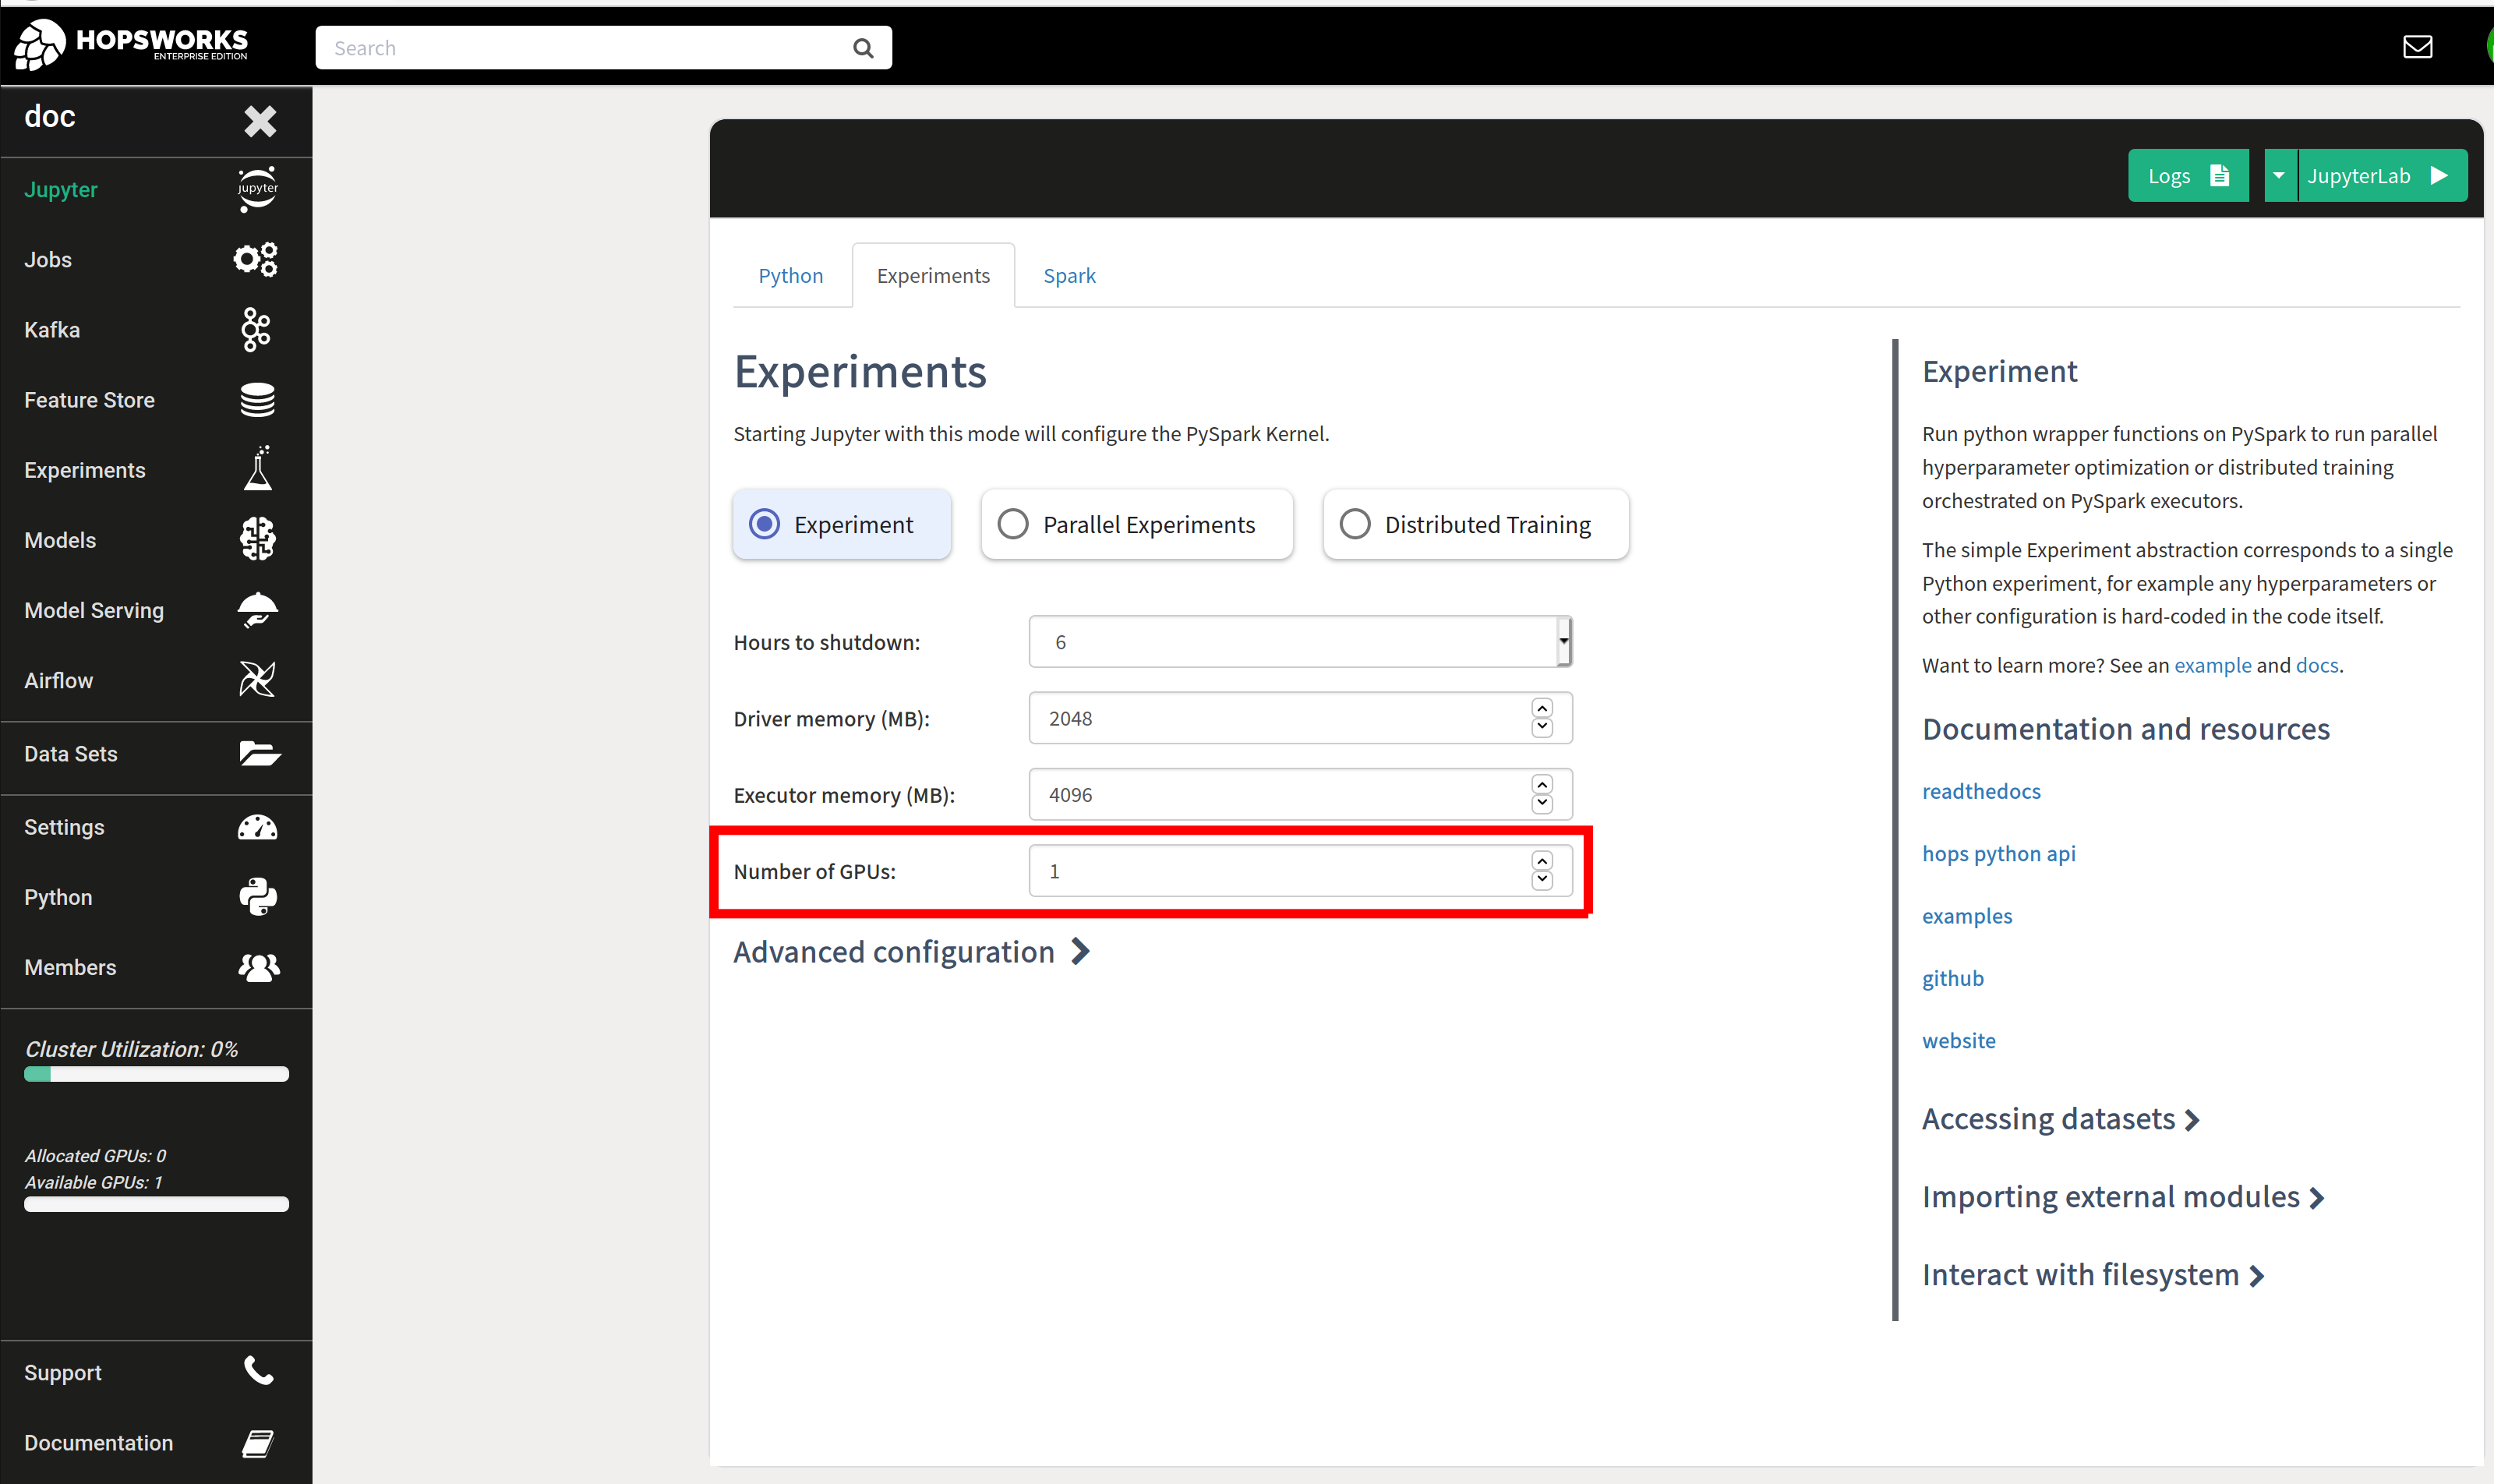 HOPSWORKS
ENTERPRISE EDITION
Search
doc
Jupyter
jupyter
Jobs
Kafka
Feature Store
Experiments
Models
Model Serving
Airflow
Data Sets
Settings
Python
Members
Cluster Utilization: 0%
Allocated GPUs: 0
Available GPUs: 1
Support
Documentation
Logs
JupyterLab
Python
Experiments
Spark
Experiments
Starting Jupyter with this mode will configure the PySpark Kernel.
Experiment
Parallel Experiments
Distributed Training
Hours to shutdown:
6
Driver memory (MB):
2048
Executor memory (MB):
4096
Number of GPUs:
1
Advanced configuration
Experiment
Run python wrapper functions on PySpark to run parallel
hyperparameter optimization or distributed training
orchestrated on PySpark executors.
The simple Experiment abstraction corresponds to a single
Python experiment, for example any hyperparameters or
other configuration is hard-coded in the code itself.
Want to learn more? See an example and docs.
Documentation and resources
readthedocs
hops python api
examples
github
website
Accessing datasets
Importing external modules
Interact with filesystem